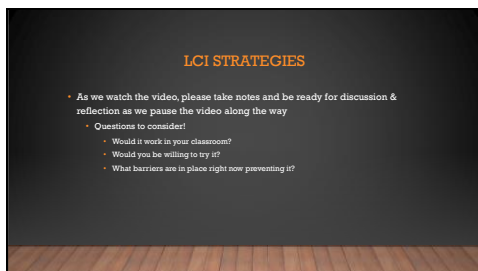 LCI STRATEGIES
• As we watch the video, please take notes and be ready for discussion &
reflection as we pause the video along the way
• Questions to consider!
• Would it work in your classroom?
• Would you be willing to try it?
• What barriers are in place right now preventing it?